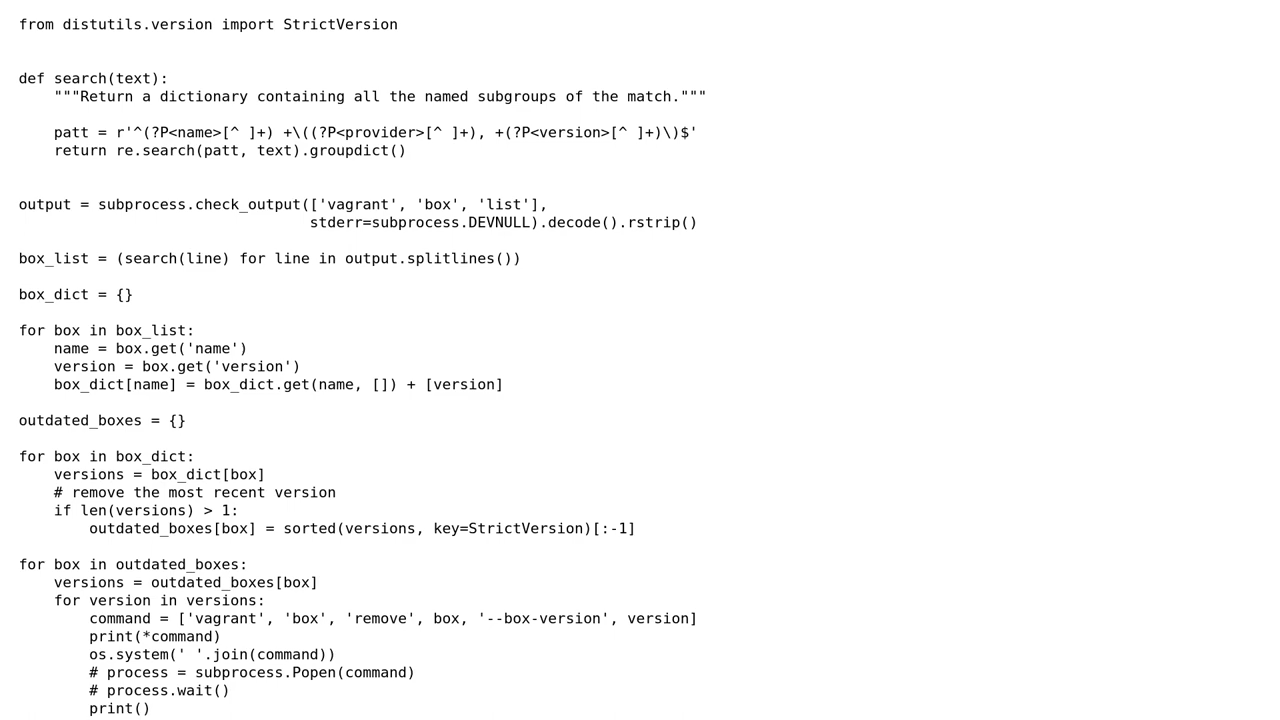 from distutils.version import StrictVersion
def search(text):
    """Return a dictionary containing all the named subgroups of the match."""
    patt = r'^(?P<name>[^ ]+) +\((?P<provider>[^ ]+), +(?P<version>[^ ]+)\)$'
    return re.search(patt, text).groupdict()
output = subprocess.check_output(['vagrant', 'box', 'list'],
                                 stderr=subprocess.DEVNULL).decode().rstrip()
box_list = (search(line) for line in output.splitlines())
box_dict = {}
for box in box_list:
    name = box.get('name')
    version = box.get('version')
    box_dict[name] = box_dict.get(name, []) + [version]
outdated_boxes = {}
for box in box_dict:
    versions = box_dict[box]
    # remove the most recent version
    if len(versions) > 1:
        outdated_boxes[box] = sorted(versions, key=StrictVersion)[:-1]
for box in outdated_boxes:
    versions = outdated_boxes[box]
    for version in versions:
        command = ['vagrant', 'box', 'remove', box, '--box-version', version]
        print(*command)
        os.system(' '.join(command))
        # process = subprocess.Popen(command)
        # process.wait()
        print()